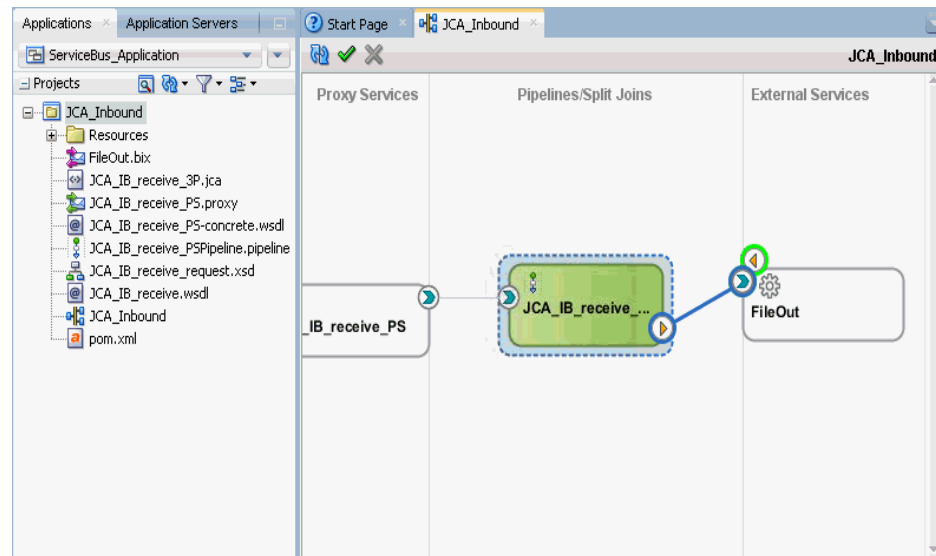 Applications
Application Servers
Start Page
JCA_Inbound
ServiceBus_Application
JCA_Inbound
Projects
Proxy Services
Pipelines/Split Joins
External Services
JCA_Inbound
Resources
FileOut.bix
JCA_IB_receive_3P.jca
JCA_IB_receive_PS.proxy
JCA_IB_receive_PS-concrete.wsdl
JCA_IB_receive_PSPipeline.pipeline
JCA_IB_receive_request.xsd
JCA_IB_receive.wsdl
JCA_Inbound
pom.xml
_IB_receive_PS
JCA_IB_receive_...
FileOut